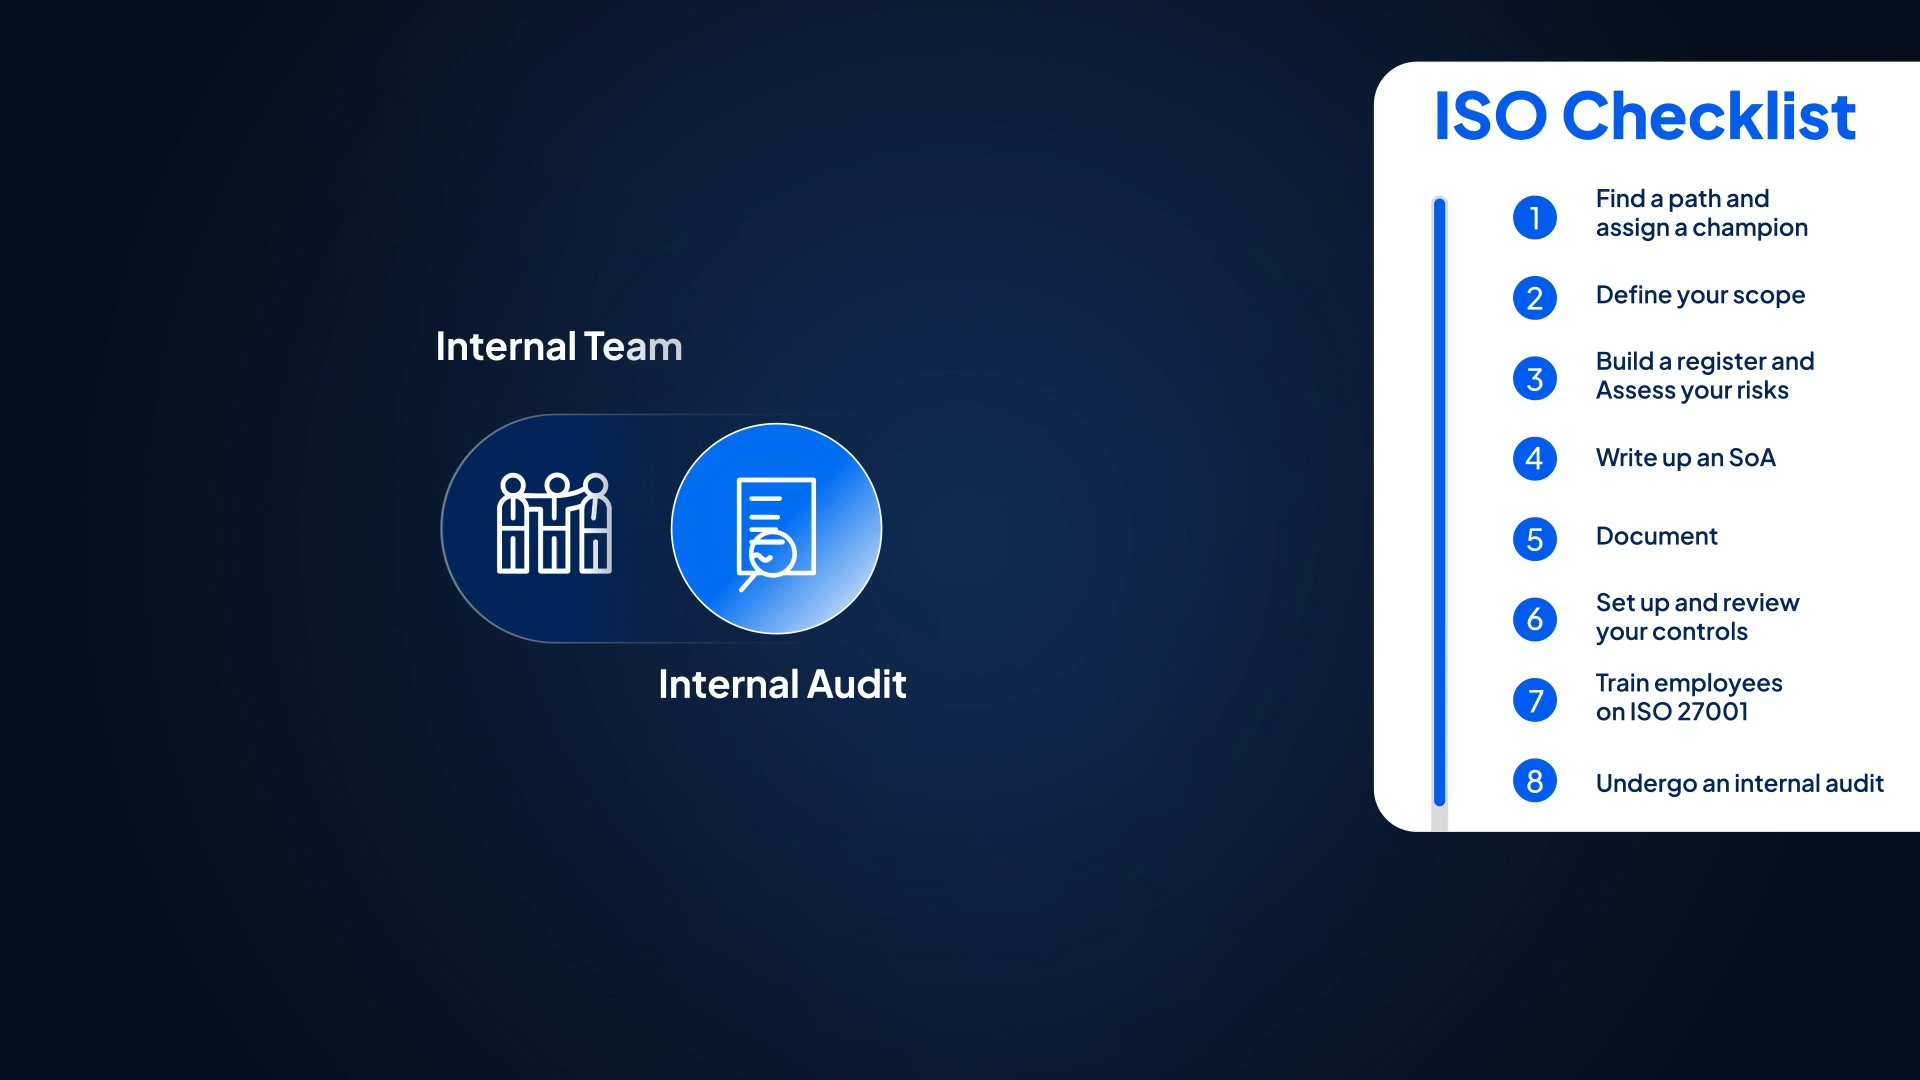 Internal Team
Internal Audit
ISO Checklist
1
Find a path and
assign a champion
2
Define your scope
3
Build a register and
Assess your risks
4
Write up an SoA
5
Document
6
Set up and review
your controls
7
Train employees
on ISO 27001
8
Undergo an internal audit